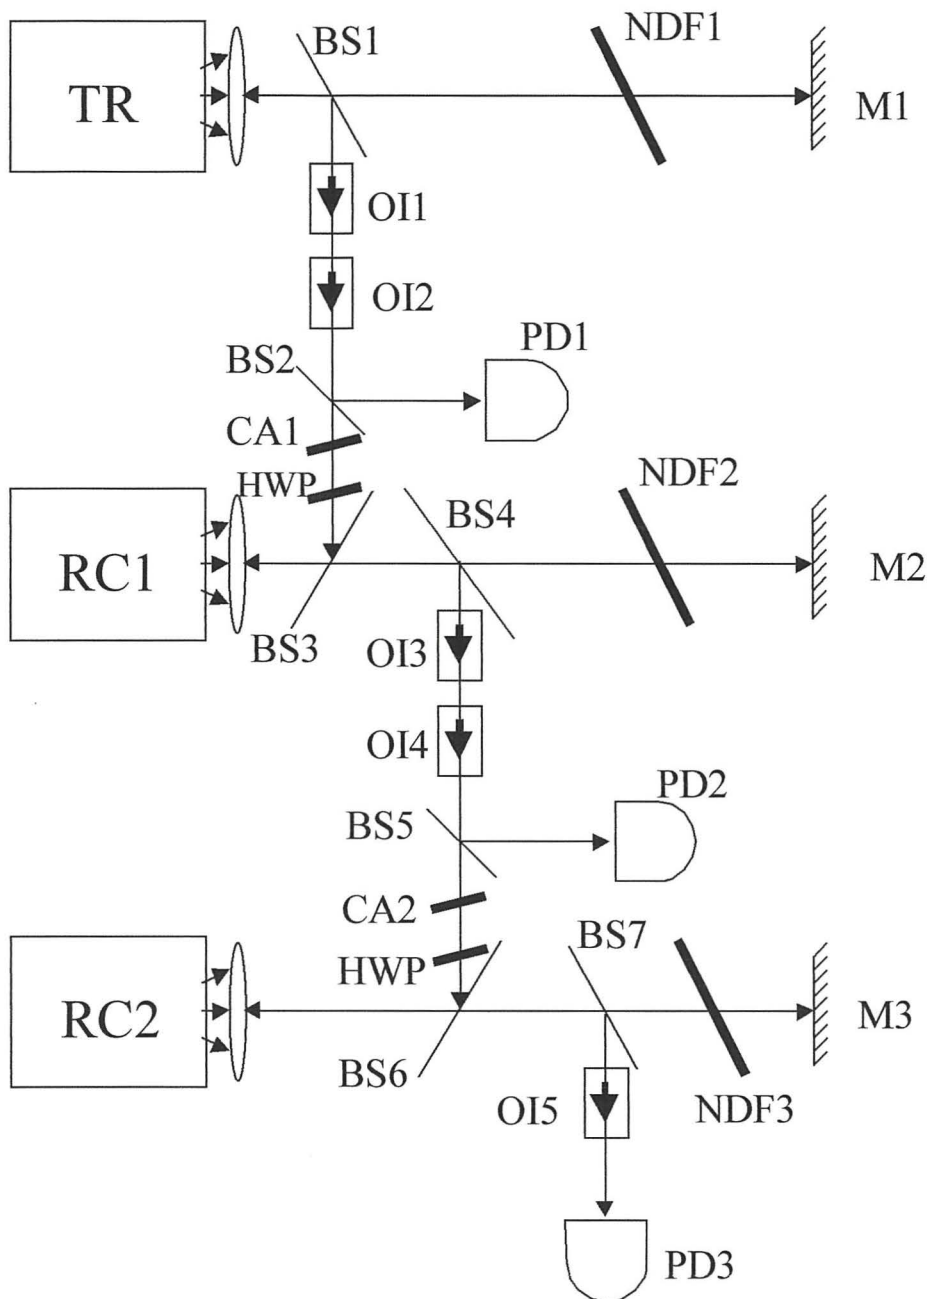 BS1
NDF1
TR
M1
OI1
OI2
PD1
BS2
CA1
HWP
NDF2
BS4
RC1
M2
BS3
OI3
OI4
PD2
BS5
CA2
BS7
HWP
RC2
M3
BS6
OI5
NDF3
PD3